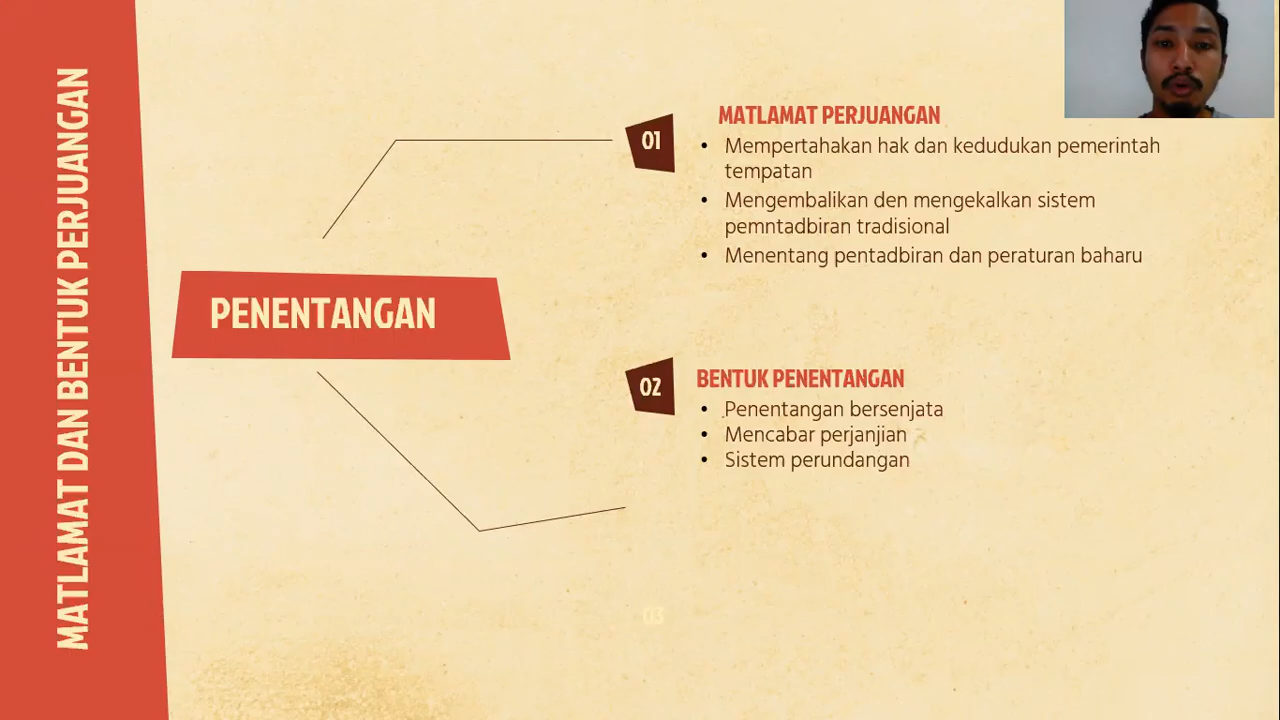 MATLAMAT DAN BENTUK PERJUANGAN
PENENTANGAN
01
MATLAMAT PERJUANGAN
• Mempertahakan hak dan kedudukan pemerintah
tempatan
• Mengembalikan den mengekalkan sistem
pemntadbiran tradisional
• Menentang pentadbiran dan peraturan baharu
02
BENTUK PENENTANGAN
• Penentangan bersenjata
• Mencabar perjanjian
• Sistem perundangan
03